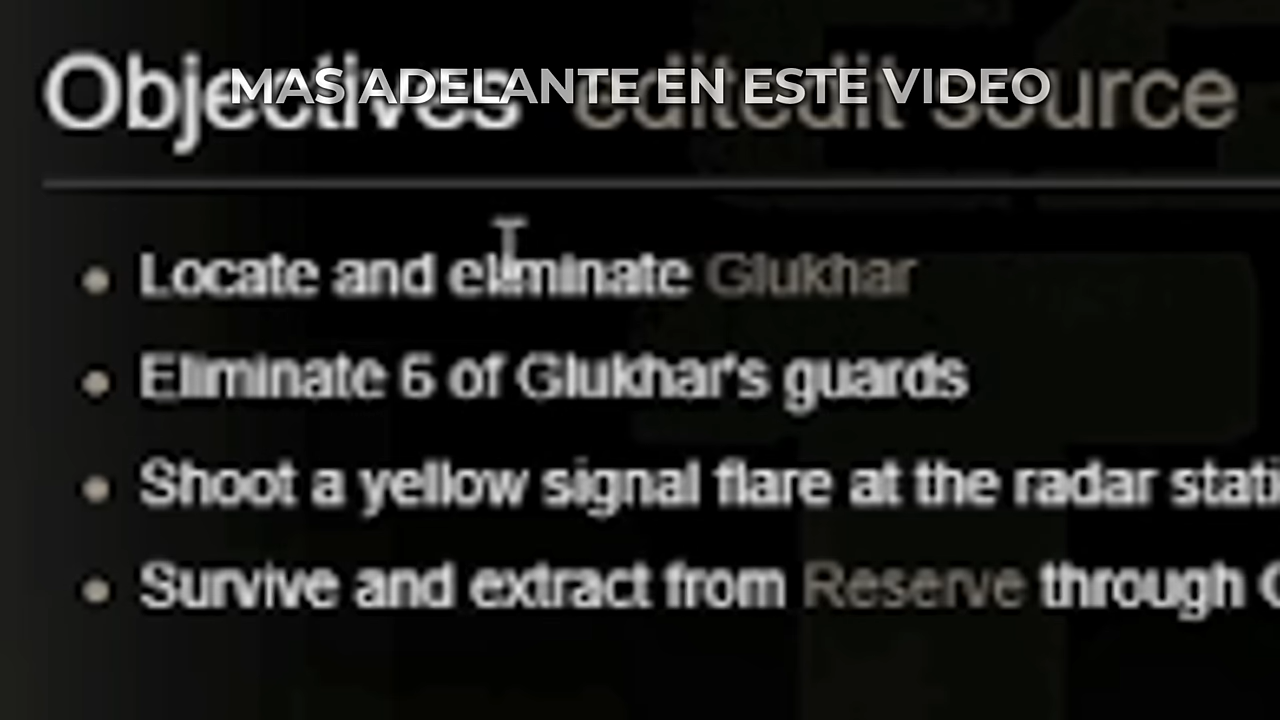 MAS ADELANTE EN ESTE VIDEO
Objectives editedit source
Locate and eliminate Glukhar
Eliminate 6 of Glukhar's guards
Shoot a yellow signal flare at the radar stati
Survive and extract from Reserve through